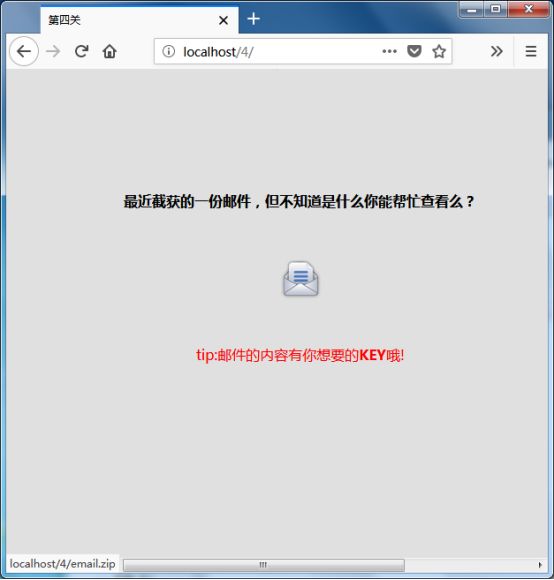 第四关
localhost/4/
最近截获的一份邮件，但不知道是什么你能帮忙查看么？
tip:邮件的内容有你想要的KEY哦!
localhost/4/email.zip